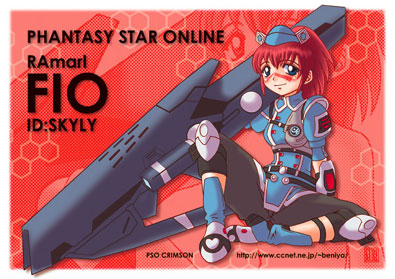 PHANTASY STAR ONLINE
RAmarl
FIO
ID:SKYLY
PSO CRIMSON
http://www.ccnet.ne.jp/~beniya/